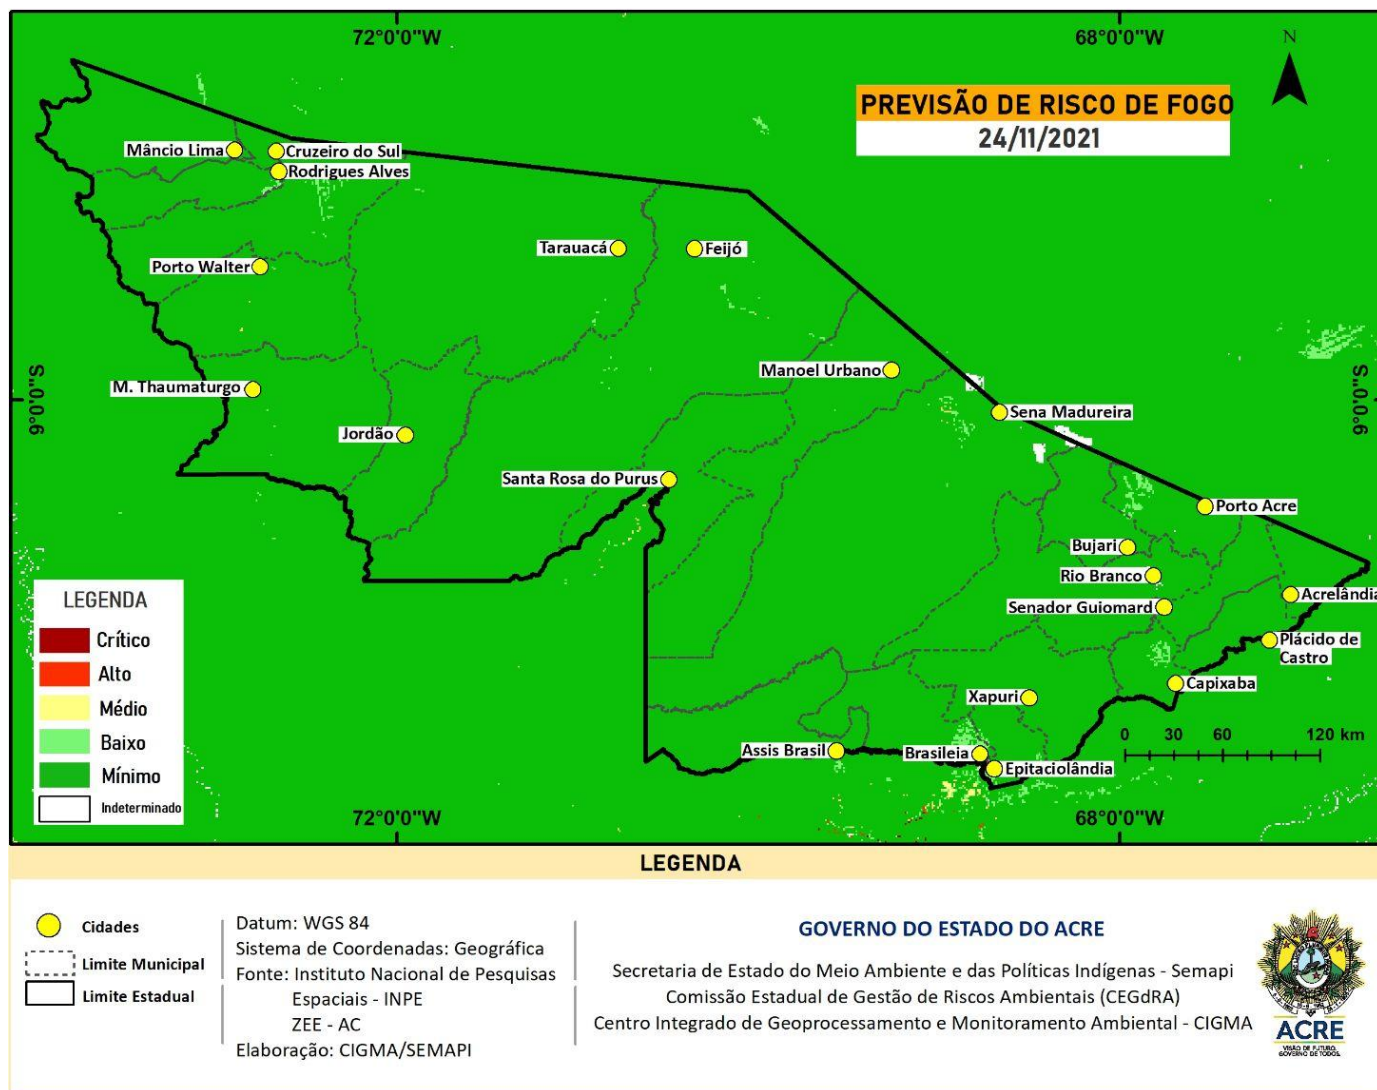 72°0'0"W
68°0'0"W
N
PREVISÃO DE RISCO DE FOGO
24/11/2021
Mâncio Lima
Cruzeiro do Sul
Rodrigues Alves
Tarauacá
Feijó
Porto Walter
Manoel Urbano
M. Thaumaturgo
9°0'0"S
9°0'0"S
Sena Madureira
Jordão
Santa Rosa do Purus
Porto Acre
Bujari
Rio Branco
Acrelândia
Senador Guiomard
Plácido de
Castro
Capixaba
Xapuri
Assis Brasil
Brasileia
Epitaciolândia
0 30 60 120 km
LEGENDA
Crítico
Alto
Médio
Baixo
Mínimo
Indeterminado
72°0'0"W
68°0'0"W
LEGENDA
Cidades
Limite Municipal
Limite Estadual
Datum: WGS 84
Sistema de Coordenadas: Geográfica
Fonte: Instituto Nacional de Pesquisas
Espaciais - INPE
ZEE - AC
Elaboração: CIGMA/SEMAPI
GOVERNO DO ESTADO DO ACRE
Secretaria de Estado do Meio Ambiente e das Políticas Indígenas - Semapi
Comissão Estadual de Gestão de Riscos Ambientais (CEGdRA)
Centro Integrado de Geoprocessamento e Monitoramento Ambiental - CIGMA
ACRE
VISÃO DE FUTURO.
GOVERNO DE TODOS.